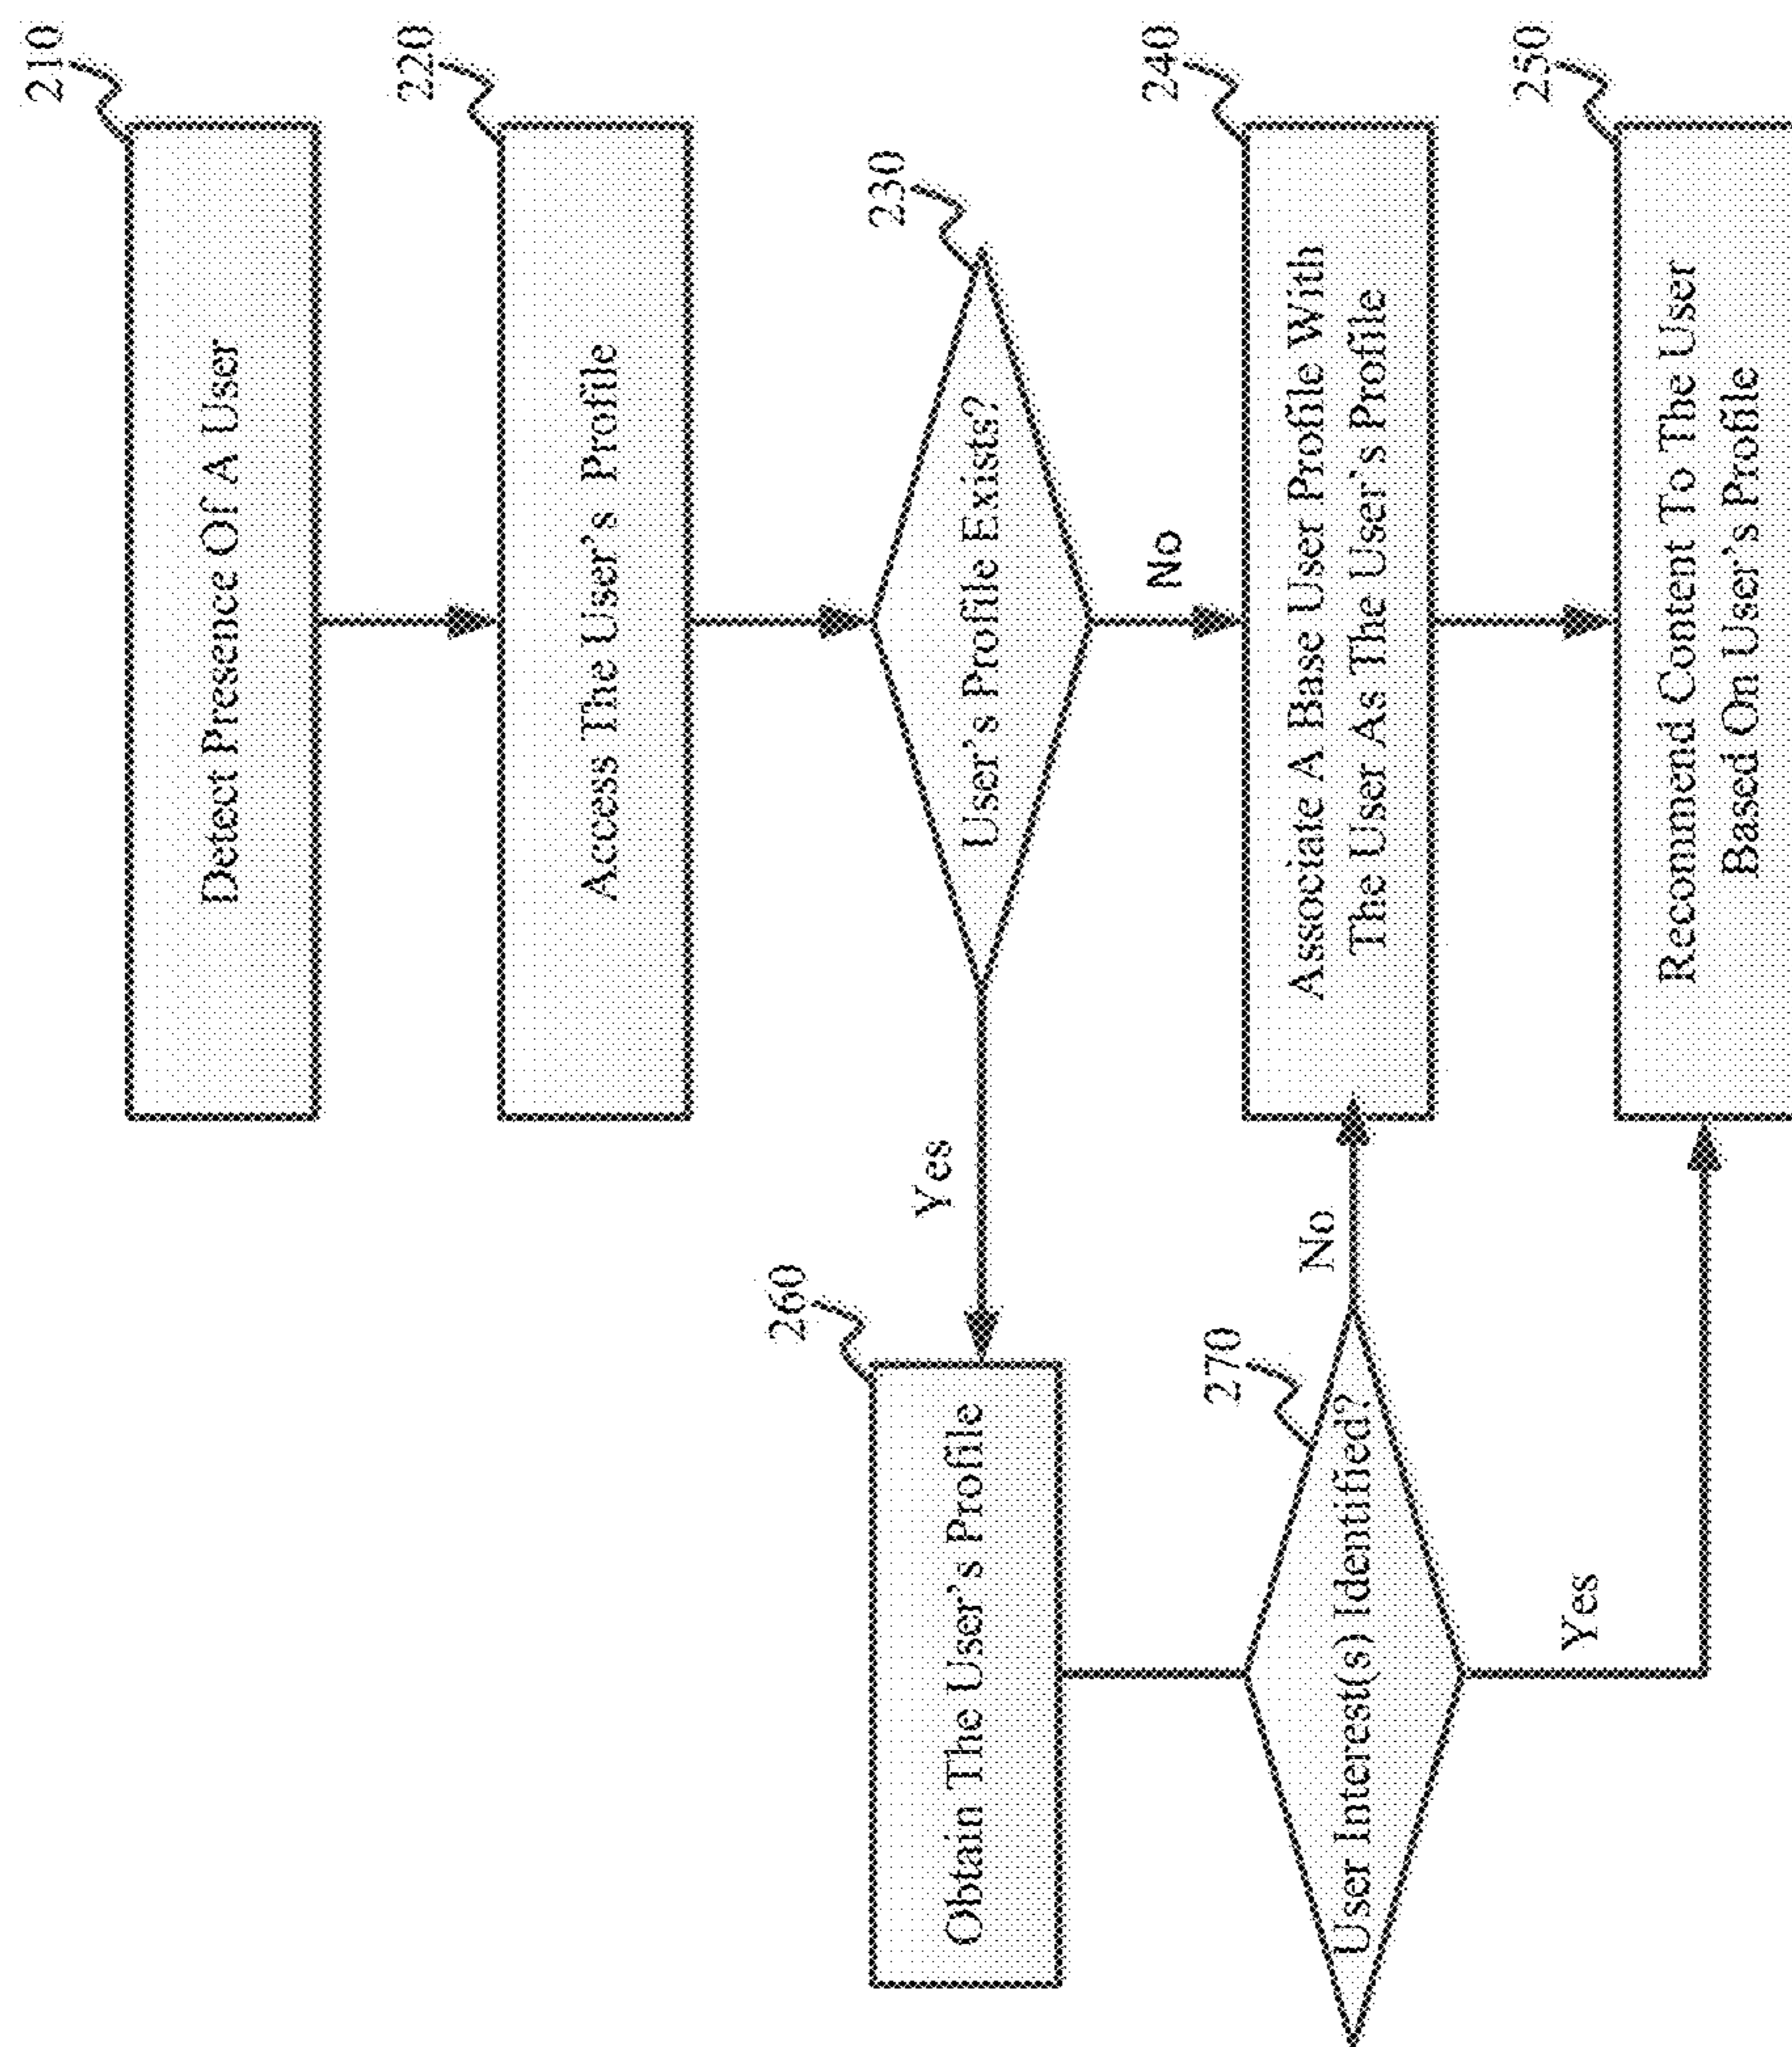 210
Detect Presence Of A User
220
Access The User's Profile
230
User's Profile Exists?
Yes
No
260
Obtain The User's Profile
240
Associate A Base User Profile With
The User As The User's Profile
270
User Interest(s) Identified?
No
Yes
250
Recommend Content To The User
Based On User's Profile